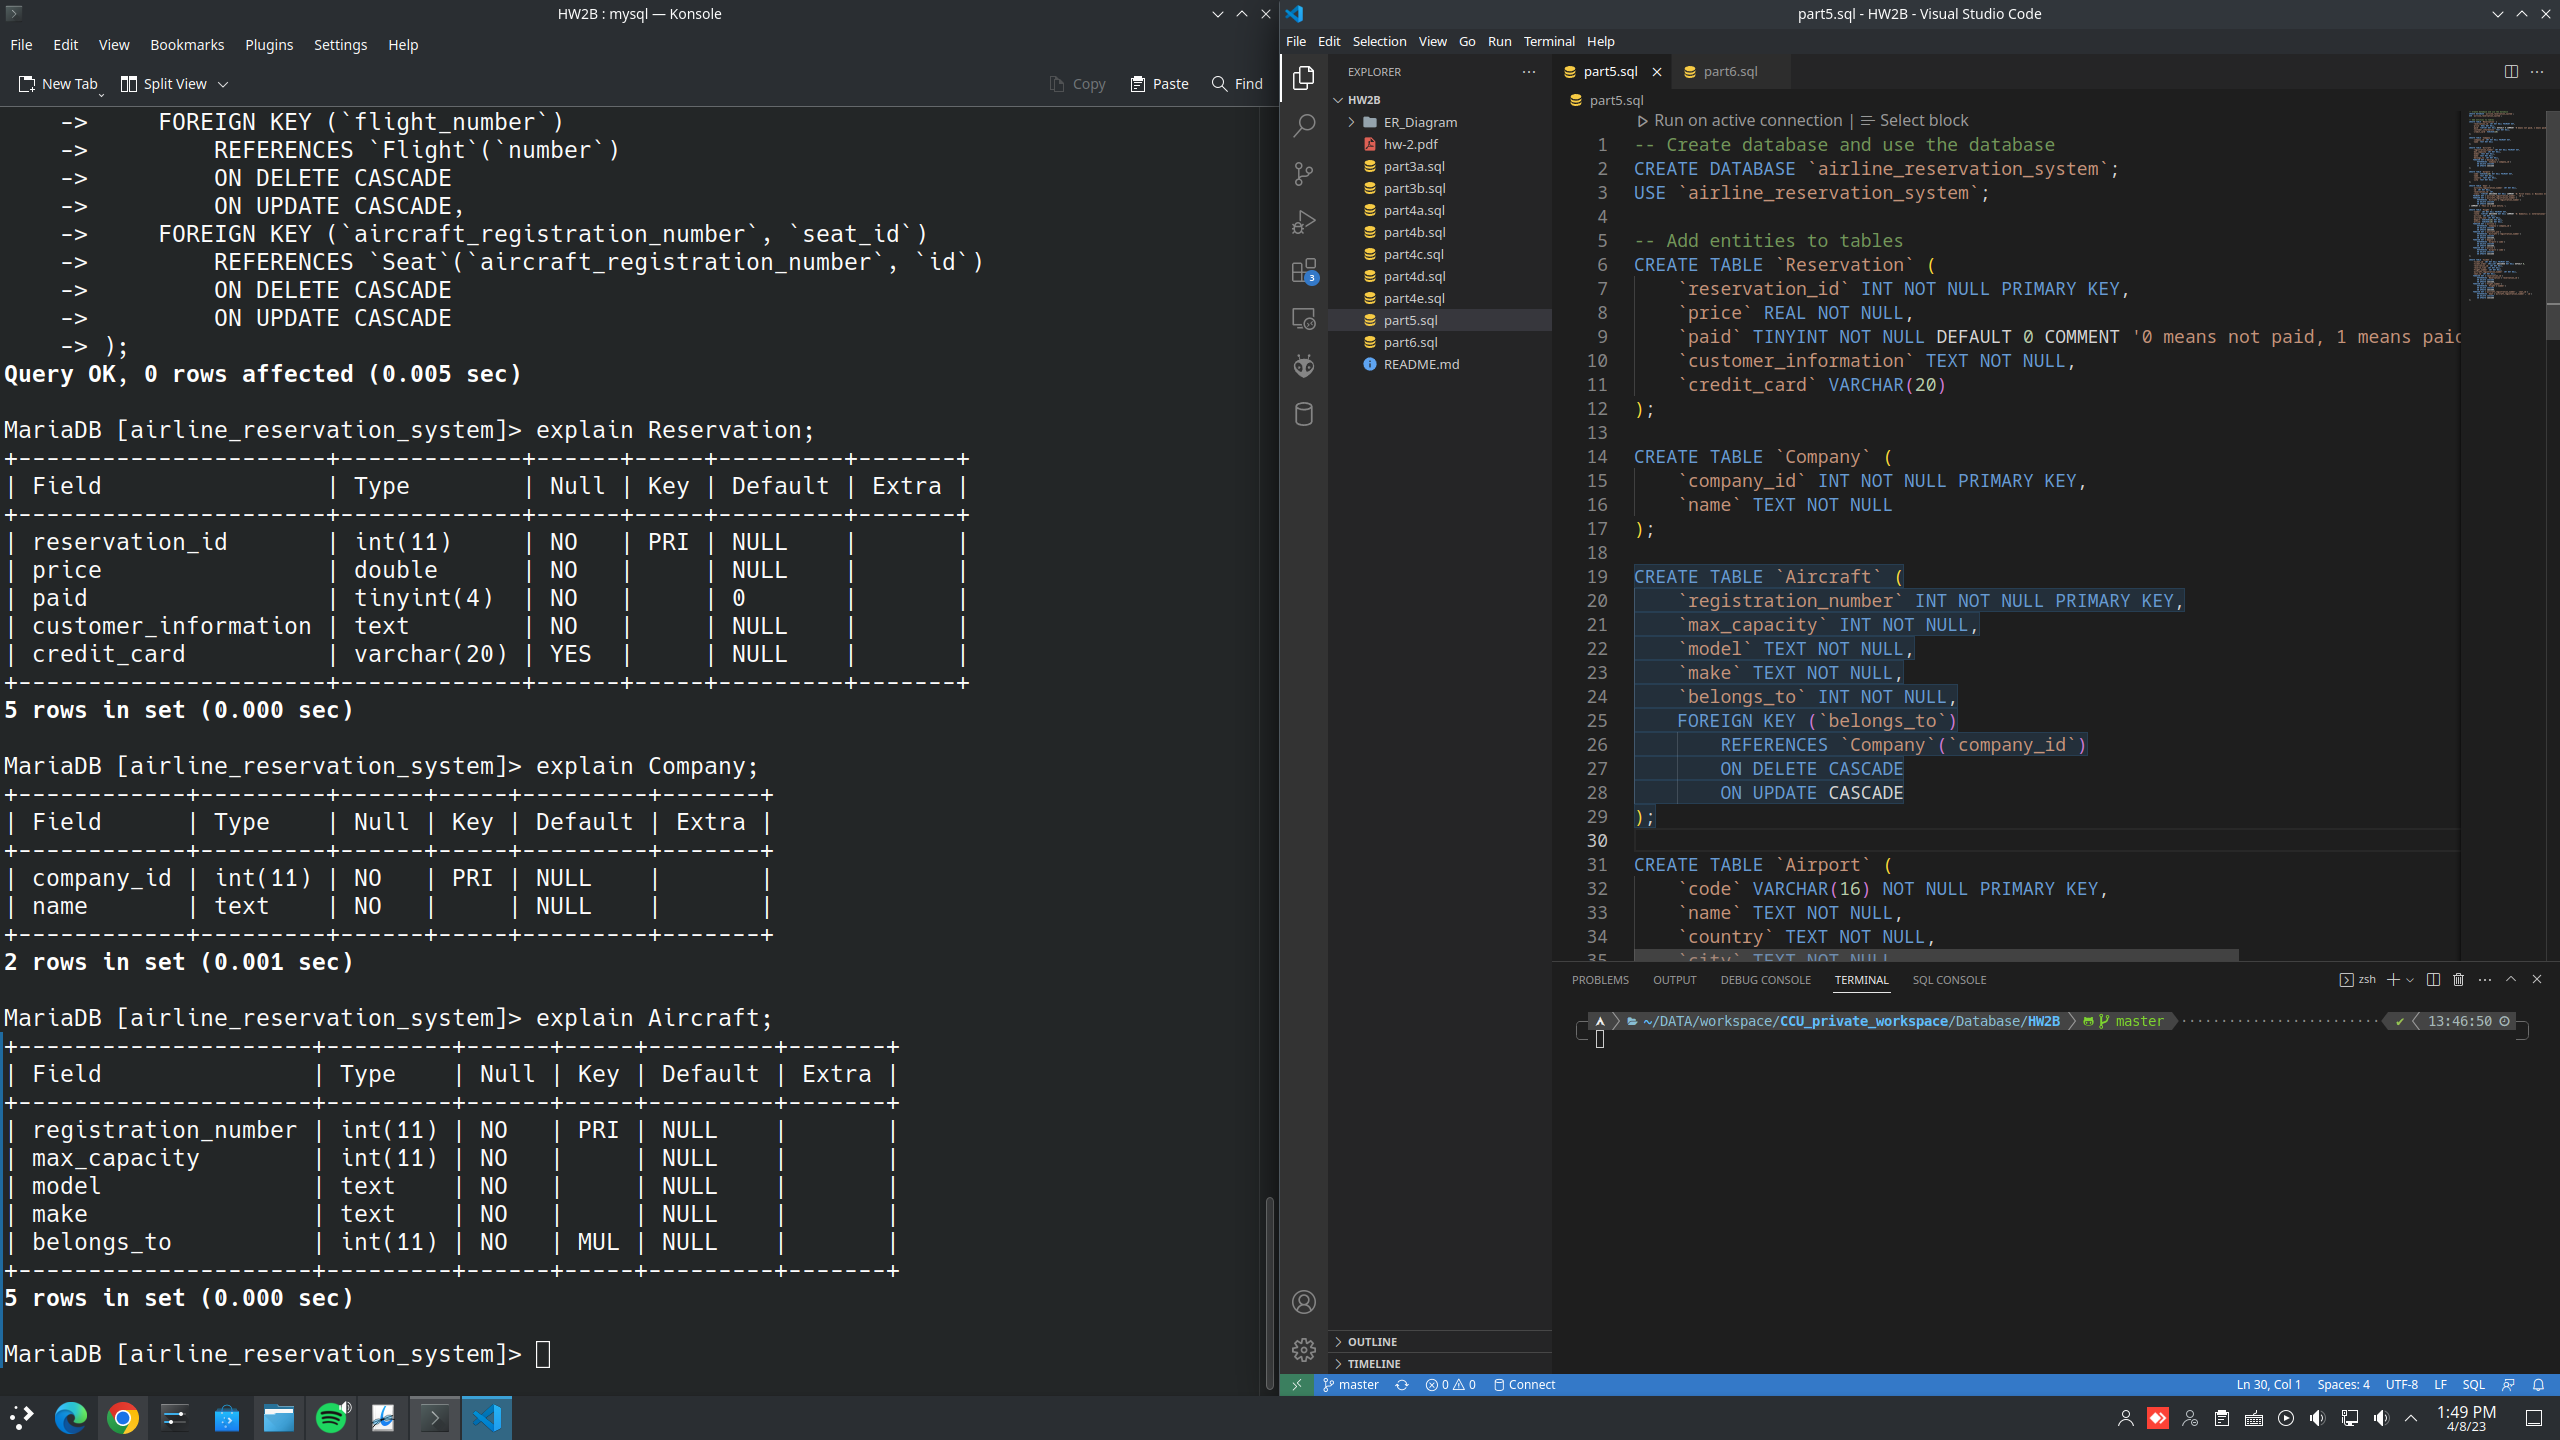 HW2B : mysql — Konsole
File Edit View Bookmarks Plugins Settings Help
New Tab Split View Copy Paste Find
    ->     FOREIGN KEY (`flight_number`)
    ->         REFERENCES `Flight`(`number`)
    ->         ON DELETE CASCADE
    ->         ON UPDATE CASCADE,
    ->     FOREIGN KEY (`aircraft_registration_number`, `seat_id`)
    ->         REFERENCES `Seat`(`aircraft_registration_number`, `id`)
    ->         ON DELETE CASCADE
    ->         ON UPDATE CASCADE
    -> );
Query OK, 0 rows affected (0.005 sec)
MariaDB [airline_reservation_system]> explain Reservation;
+----------------------+-------------+------+-----+---------+-------+
| Field                | Type        | Null | Key | Default | Extra |
+----------------------+-------------+------+-----+---------+-------+
| reservation_id       | int(11)     | NO   | PRI | NULL    |       |
| price                | double      | NO   |     | NULL    |       |
| paid                 | tinyint(4)  | NO   |     | 0       |       |
| customer_information | text        | NO   |     | NULL    |       |
| credit_card          | varchar(20) | YES  |     | NULL    |       |
+----------------------+-------------+------+-----+---------+-------+
5 rows in set (0.000 sec)
MariaDB [airline_reservation_system]> explain Company;
+------------+---------+------+-----+---------+-------+
| Field      | Type    | Null | Key | Default | Extra |
+------------+---------+------+-----+---------+-------+
| company_id | int(11) | NO   | PRI | NULL    |       |
| name       | text    | NO   |     | NULL    |       |
+------------+---------+------+-----+---------+-------+
2 rows in set (0.001 sec)
MariaDB [airline_reservation_system]> explain Aircraft;
+---------------------+---------+------+-----+---------+-------+
| Field               | Type    | Null | Key | Default | Extra |
+---------------------+---------+------+-----+---------+-------+
| registration_number | int(11) | NO   | PRI | NULL    |       |
| max_capacity        | int(11) | NO   |     | NULL    |       |
| model               | text    | NO   |     | NULL    |       |
| make                | text    | NO   |     | NULL    |       |
| belongs_to          | int(11) | NO   | MUL | NULL    |       |
+---------------------+---------+------+-----+---------+-------+
5 rows in set (0.000 sec)
MariaDB [airline_reservation_system]>
part5.sql - HW2B - Visual Studio Code
File Edit Selection View Go Run Terminal Help
3
EXPLORER
HW2B
ER_Diagram
hw-2.pdf
part3a.sql
part3b.sql
part4a.sql
part4b.sql
part4c.sql
part4d.sql
part4e.sql
part5.sql
part6.sql
README.md
OUTLINE
TIMELINE
part5.sql part6.sql
part5.sql
Run on active connection | Select block
1 -- Create database and use the database
2 CREATE DATABASE `airline_reservation_system`;
3 USE `airline_reservation_system`;
4
5 -- Add entities to tables
6 CREATE TABLE `Reservation` (
7     `reservation_id` INT NOT NULL PRIMARY KEY,
8     `price` REAL NOT NULL,
9     `paid` TINYINT NOT NULL DEFAULT 0 COMMENT '0 means not paid, 1 means paid
10     `customer_information` TEXT NOT NULL,
11     `credit_card` VARCHAR(20)
12 );
13
14 CREATE TABLE `Company` (
15     `company_id` INT NOT NULL PRIMARY KEY,
16     `name` TEXT NOT NULL
17 );
18
19 CREATE TABLE `Aircraft` (
20     `registration_number` INT NOT NULL PRIMARY KEY,
21     `max_capacity` INT NOT NULL,
22     `model` TEXT NOT NULL,
23     `make` TEXT NOT NULL,
24     `belongs_to` INT NOT NULL,
25     FOREIGN KEY (`belongs_to`)
26         REFERENCES `Company`(`company_id`)
27         ON DELETE CASCADE
28         ON UPDATE CASCADE
29 );
30
31 CREATE TABLE `Airport` (
32     `code` VARCHAR(16) NOT NULL PRIMARY KEY,
33     `name` TEXT NOT NULL,
34     `country` TEXT NOT NULL,
35     `city` TEXT NOT NULL
PROBLEMS OUTPUT DEBUG CONSOLE TERMINAL SQL CONSOLE zsh
~/DATA/workspace/CCU_private_workspace/Database/HW2B master 13:46:50
master 0 0 Connect Ln 30, Col 1 Spaces: 4 UTF-8 LF SQL
1:49 PM
4/8/23